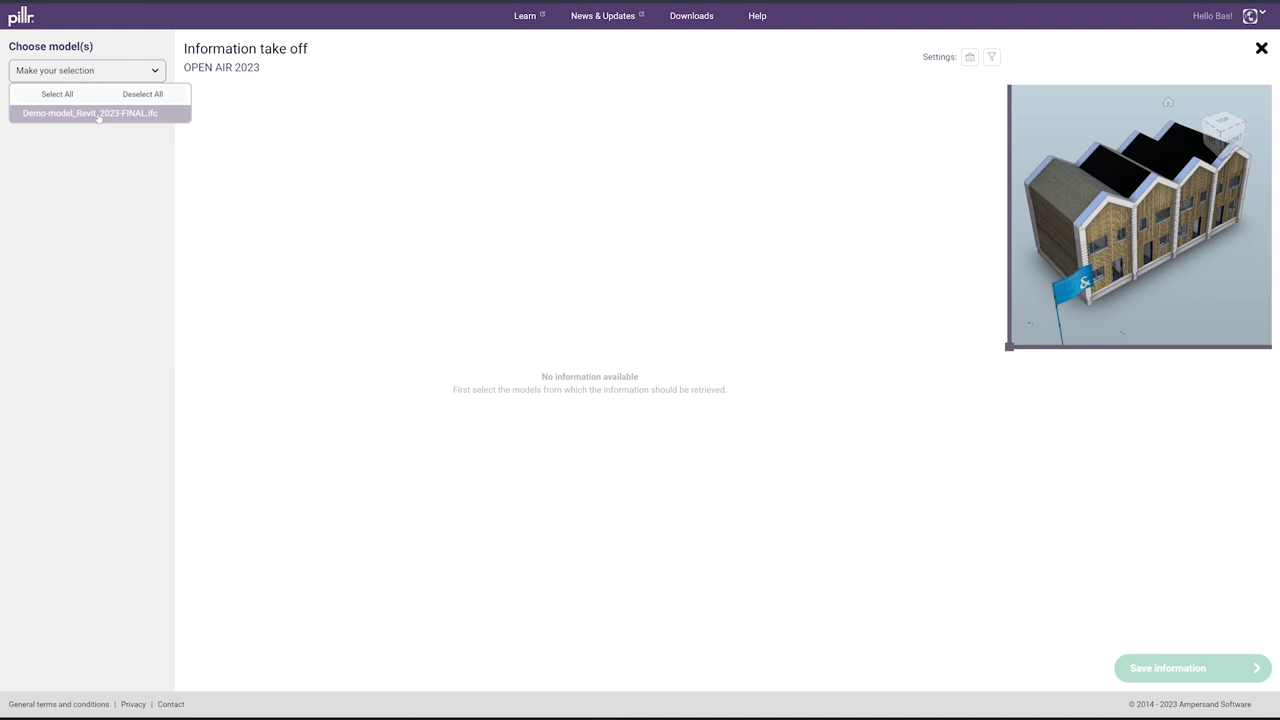 pillr.
Learn
News & Updates
Downloads
Help
Hello Bas!
Choose model(s)
Make your selection
Select All
Deselect All
Demo-model_Revit_2023-FINAL.ifc
Information take off
OPEN AIR 2023
Settings:
TOP
FRONT
&
No information available
First select the models from which the information should be retrieved.
Save information
General terms and conditions | Privacy | Contact
© 2014 - 2023 Ampersand Software